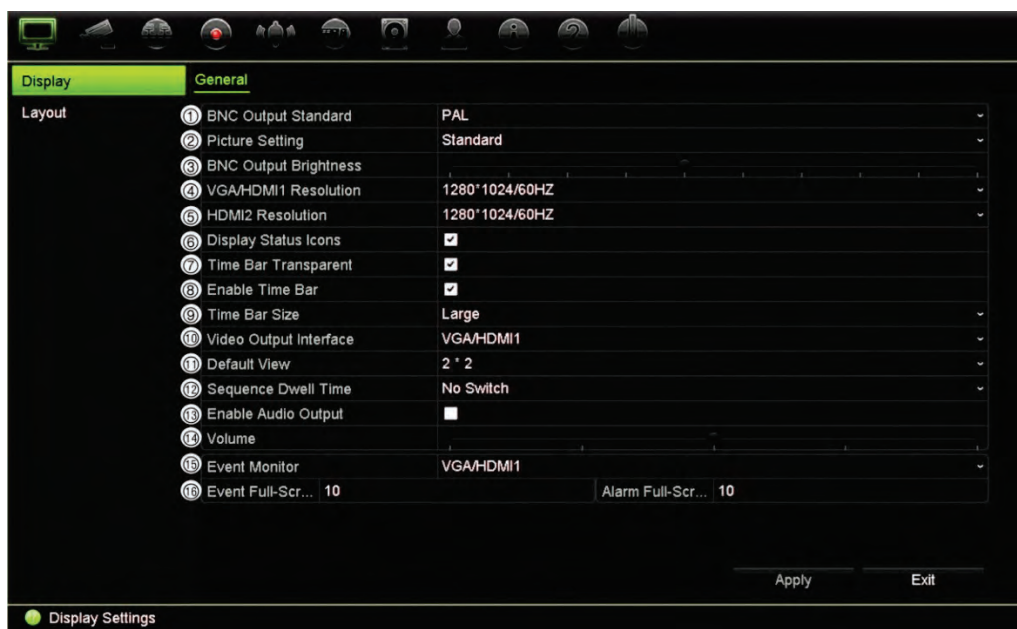 Display
General
Layout
1 BNC Output Standard PAL
2 Picture Setting Standard
3 BNC Output Brightness
4 VGA/HDMI1 Resolution 1280*1024/60HZ
5 HDMI2 Resolution 1280*1024/60HZ
6 Display Status Icons
7 Time Bar Transparent
8 Enable Time Bar
9 Time Bar Size Large
10 Video Output Interface VGA/HDMI1
11 Default View 2 * 2
12 Sequence Dwell Time No Switch
13 Enable Audio Output
14 Volume
15 Event Monitor VGA/HDMI1
16 Event Full-Scr... 10 Alarm Full-Scr... 10
Apply Exit
Display Settings